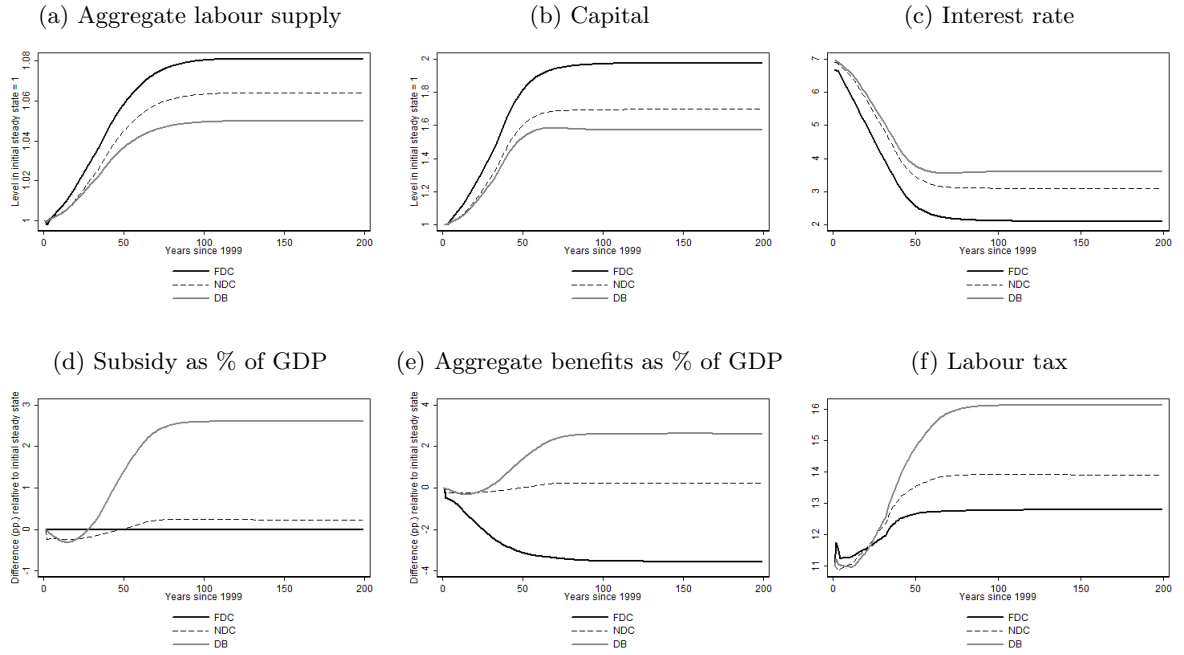 (a) Aggregate labour supply
(b) Capital
(c) Interest rate
Level in initial steady state = 1
1 1.02 1.04 1.06 1.08
0 50 100 150 200
Years since 1999
FDC
NDC
DB
Level in initial steady state = 1
1 1.2 1.4 1.6 1.8 2
0 50 100 150 200
Years since 1999
FDC
NDC
DB
2 3 4 5 6 7
0 50 100 150 200
Years since 1999
FDC
NDC
DB
(d) Subsidy as % of GDP
(e) Aggregate benefits as % of GDP
(f) Labour tax
Difference (pp.) relative to initial steady state
-1 0 1 2 3
0 50 100 150 200
Years since 1999
FDC
NDC
DB
Difference (pp.) relative to initial steady state
-4 -2 0 2 4
0 50 100 150 200
Years since 1999
FDC
NDC
DB
11 12 13 14 15 16
0 50 100 150 200
Years since 1999
FDC
NDC
DB